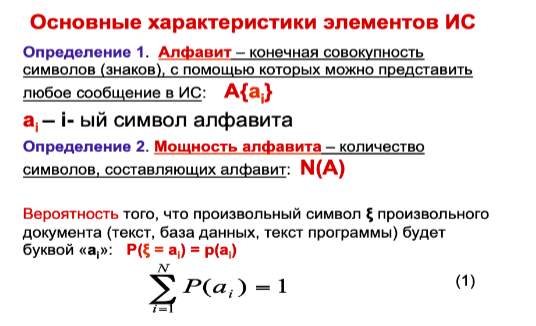 Основные характеристики элементов ИС
Определение 1. Алфавит – конечная совокупность
символов (знаков), с помощью которых можно представить
любое сообщение в ИС: A{aᵢ}
aᵢ – i- ый символ алфавита
Определение 2. Мощность алфавита – количество
символов, составляющих алфавит: N(A)
Вероятность того, что произвольный символ ξ произвольного
документа (текст, база данных, текст программы) будет
буквой «aᵢ»: P(ξ = aᵢ) = p(aᵢ)
N
∑ P(aᵢ) = 1 (1)
i=1